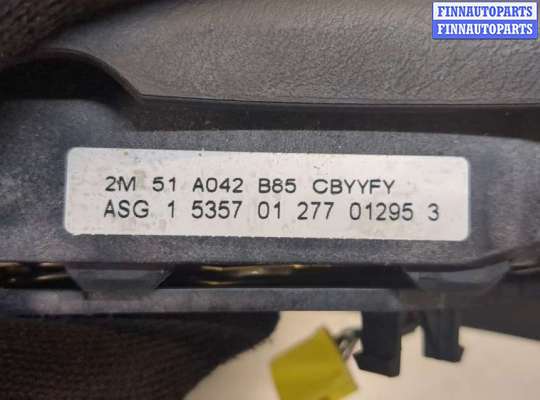 FINNAUTOPARTS
FINNAUTOPARTS
2M 51 A042 B85 CBYYFY
ASG 1 5357 01 277 01295 3